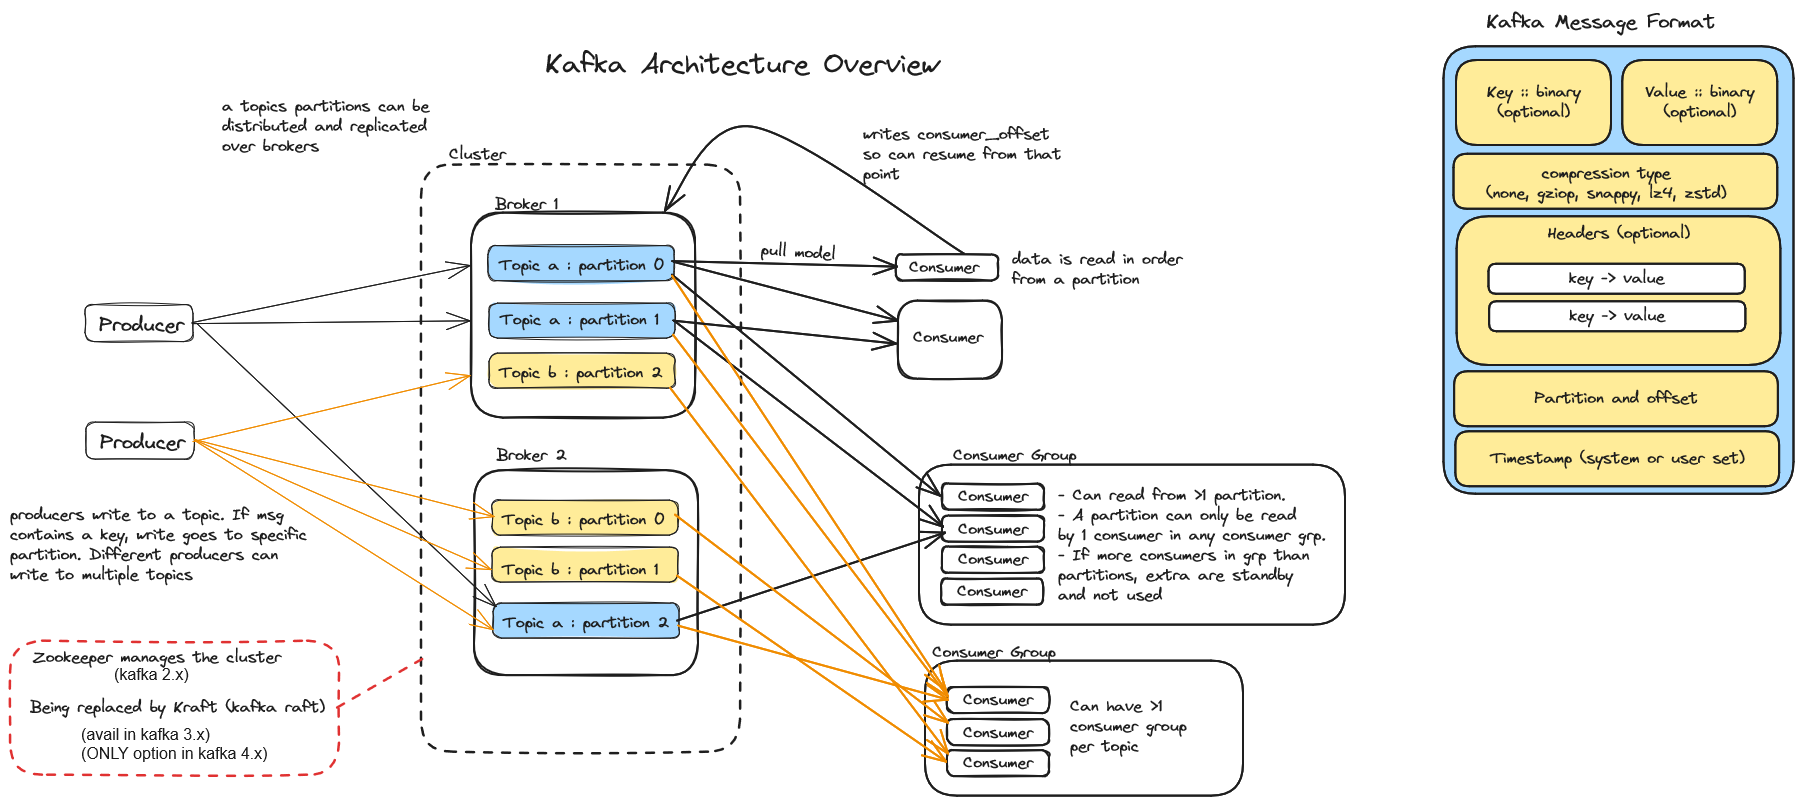 Kafka Architecture Overview
a topics partitions can be
distributed and replicated
over brokers
Cluster
Broker 1
Topic a : partition 0
Topic a : partition 1
Topic b : partition 2
Broker 2
Topic b : partition 0
Topic b : partition 1
Topic a : partition 2
Producer
Producer
producers write to a topic. If msg
contains a key, write goes to specific
partition. Different producers can
write to multiple topics
Zookeeper manages the cluster
(kafka 2.x)
Being replaced by Kraft (kafka raft)
(avail in kafka 3.x)
(ONLY option in kafka 4.x)
writes consumer_offset
so can resume from that
point
pull model
Consumer
data is read in order
from a partition
Consumer
Consumer Group
Consumer
Consumer
Consumer
Consumer
- Can read from >1 partition.
- A partition can only be read
by 1 consumer in any consumer grp.
- If more consumers in grp than
partitions, extra are standby
and not used
Consumer Group
Consumer
Consumer
Consumer
Can have >1
consumer group
per topic
Kafka Message Format
Key :: binary
(optional)
Value :: binary
(optional)
compression type
(none, gziop, snappy, lz4, zstd)
Headers (optional)
key -> value
key -> value
Partition and offset
Timestamp (system or user set)